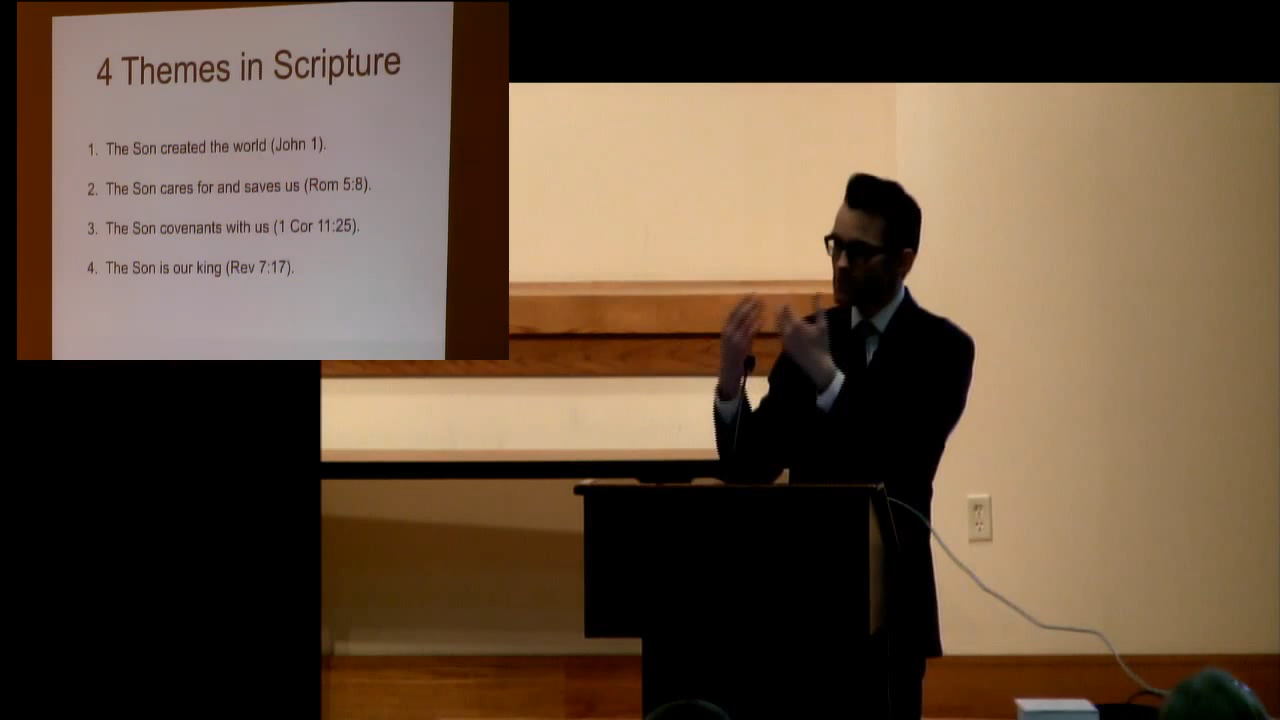 4 Themes in Scripture
1. The Son created the world (John 1).
2. The Son cares for and saves us (Rom 5:8).
3. The Son covenants with us (1 Cor 11:25).
4. The Son is our king (Rev 7:17).